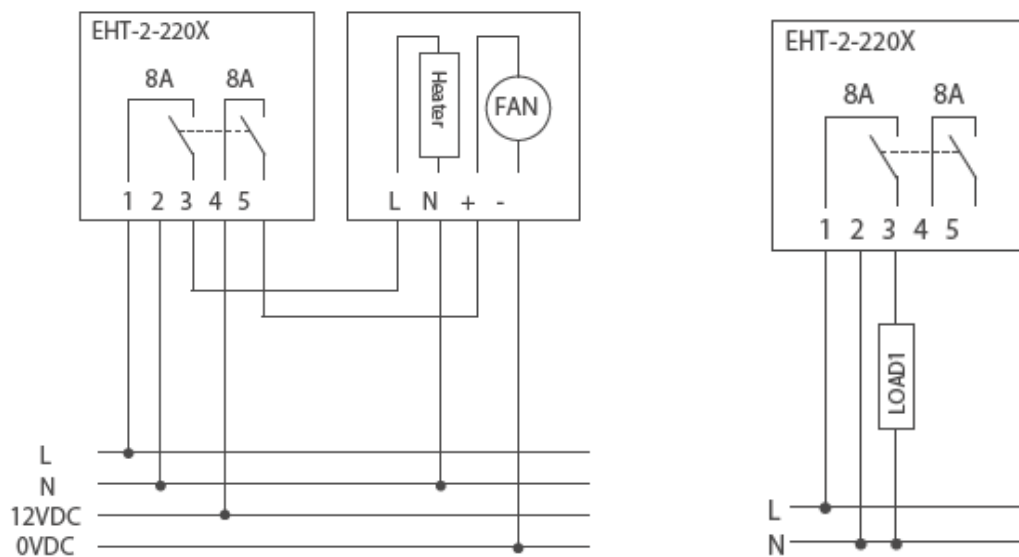 EHT-2-220X
8A 8A
1 2 3 4 5
Heater
FAN
L N + -
L
N
12VDC
0VDC
EHT-2-220X
8A 8A
1 2 3 4 5
LOAD1
L
N